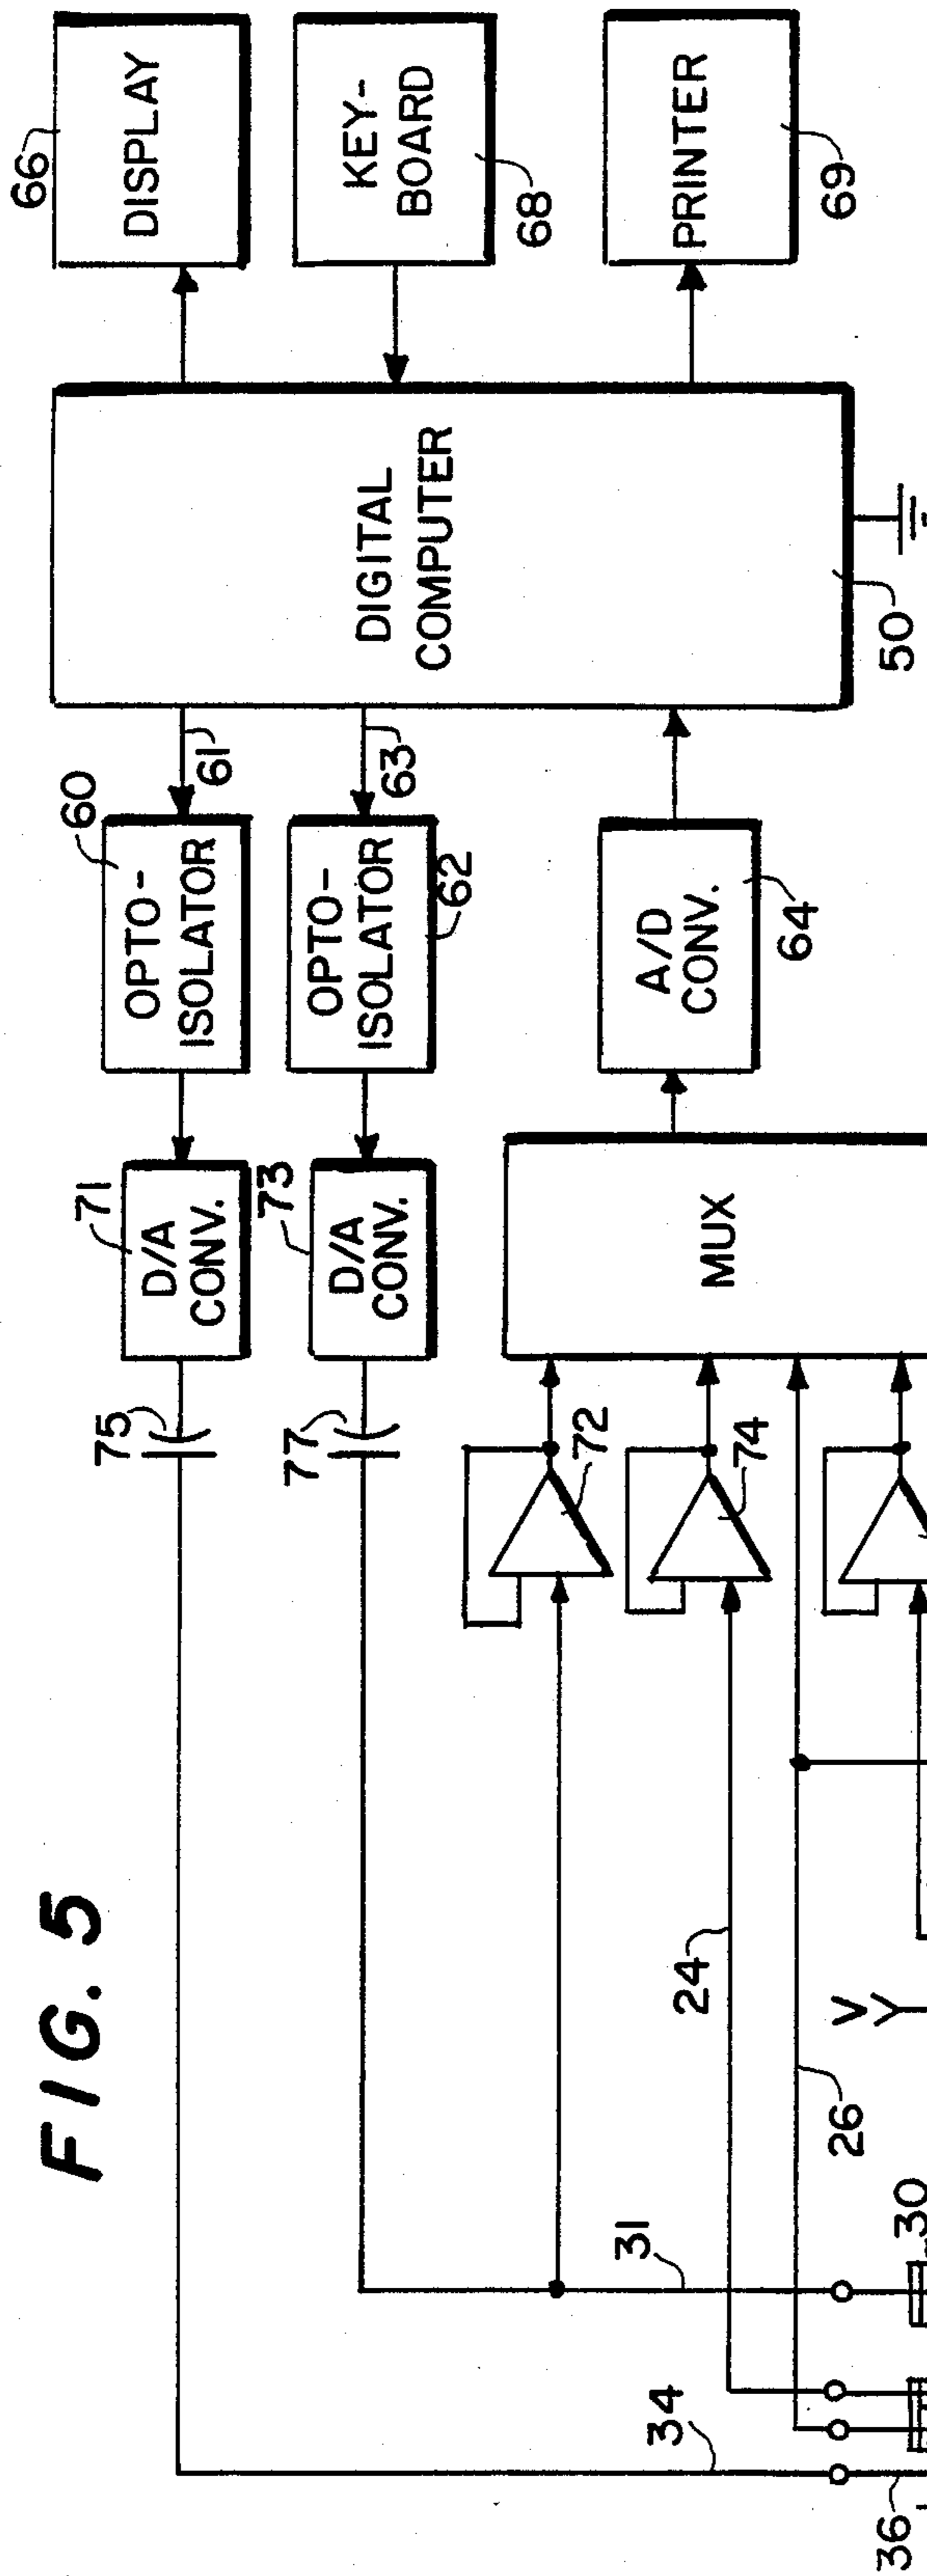 FIG. 5
66
DISPLAY
KEY-
BOARD
68
PRINTER
69
DIGITAL
COMPUTER
50
61
63
60
OPTO-
ISOLATOR
OPTO-
ISOLATOR
62
A/D
CONV.
64
71
D/A
CONV.
73
D/A
CONV.
MUX
75
77
72
74
24
V
26
31
30
34
36